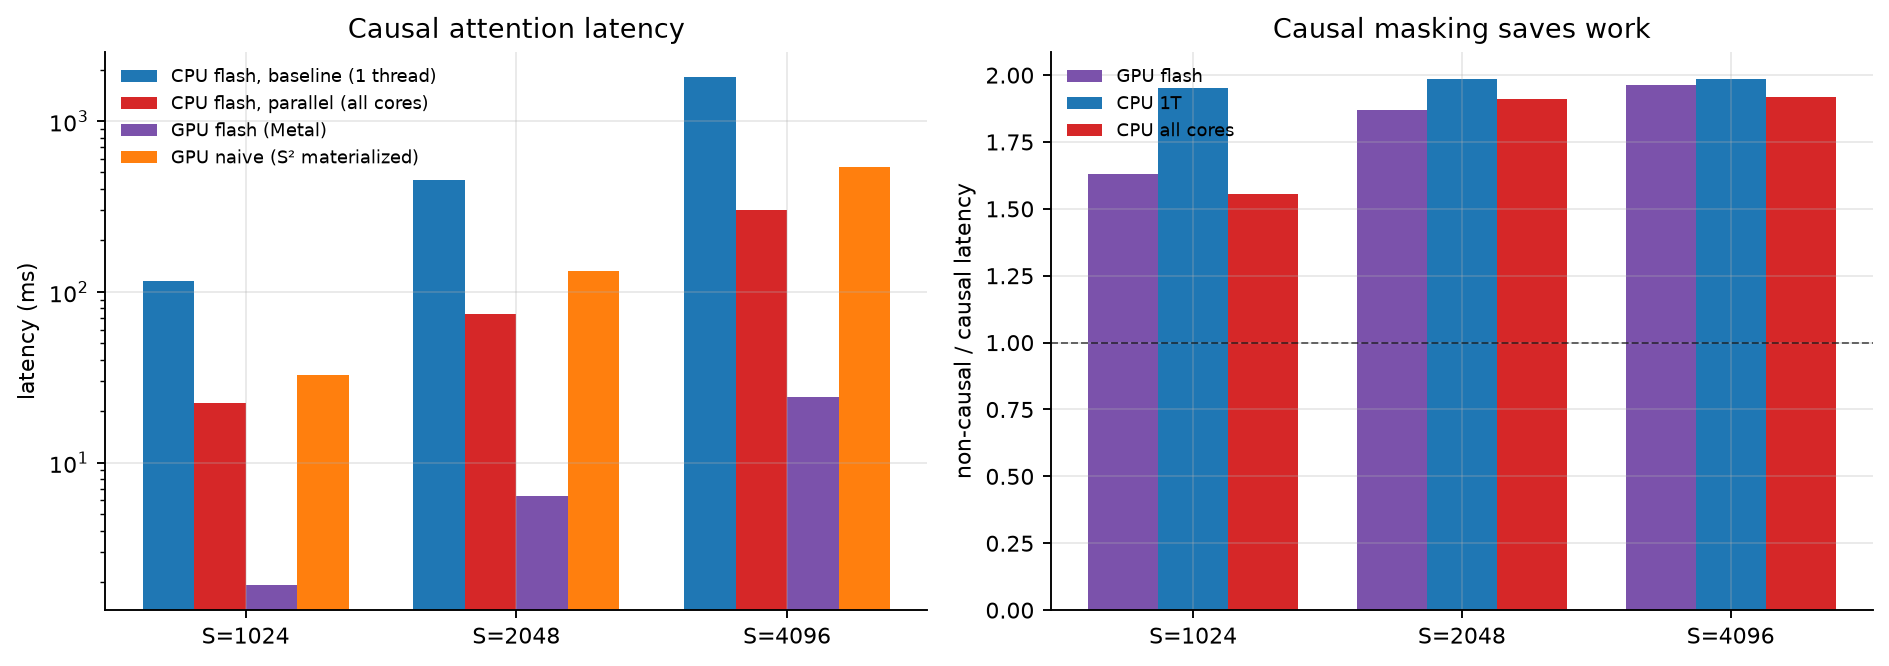 Causal attention latency
CPU flash, baseline (1 thread)
CPU flash, parallel (all cores)
GPU flash (Metal)
GPU naive (S² materialized)
latency (ms)
10³
10²
10¹
S=1024
S=2048
S=4096
Causal masking saves work
GPU flash
CPU 1T
CPU all cores
non-causal / causal latency
2.00
1.75
1.50
1.25
1.00
0.75
0.50
0.25
0.00
S=1024
S=2048
S=4096